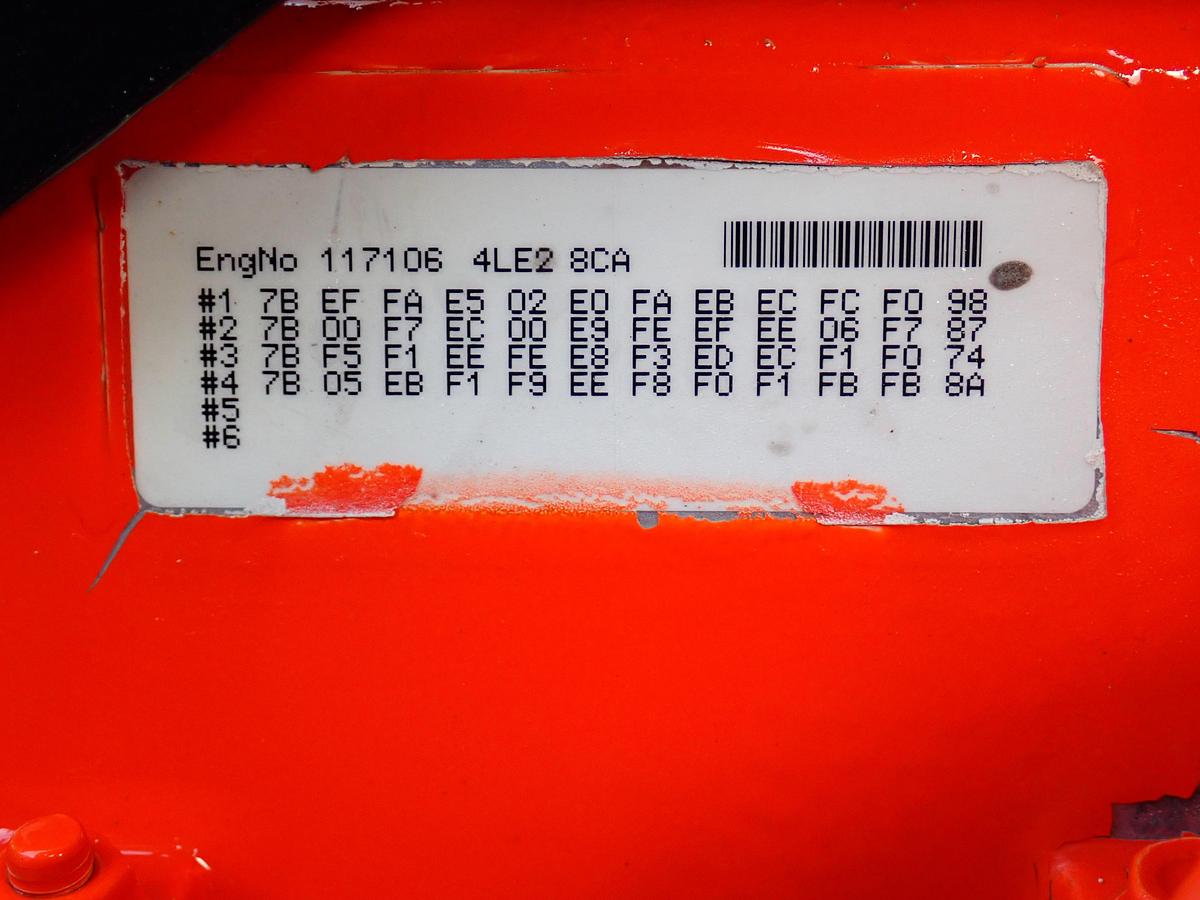 EngNo 117106 4LE2 8CA
#1 7B EF FA E5 02 E0 FA EB EC FC F0 98
#2 7B 00 F7 EC 00 E9 FE EF EE 06 F7 87
#3 7B F5 F1 EE FE E8 F3 ED EC F1 F0 74
#4 7B 05 EB F1 F9 EE F8 F0 F1 FB FB 8A
#5
#6